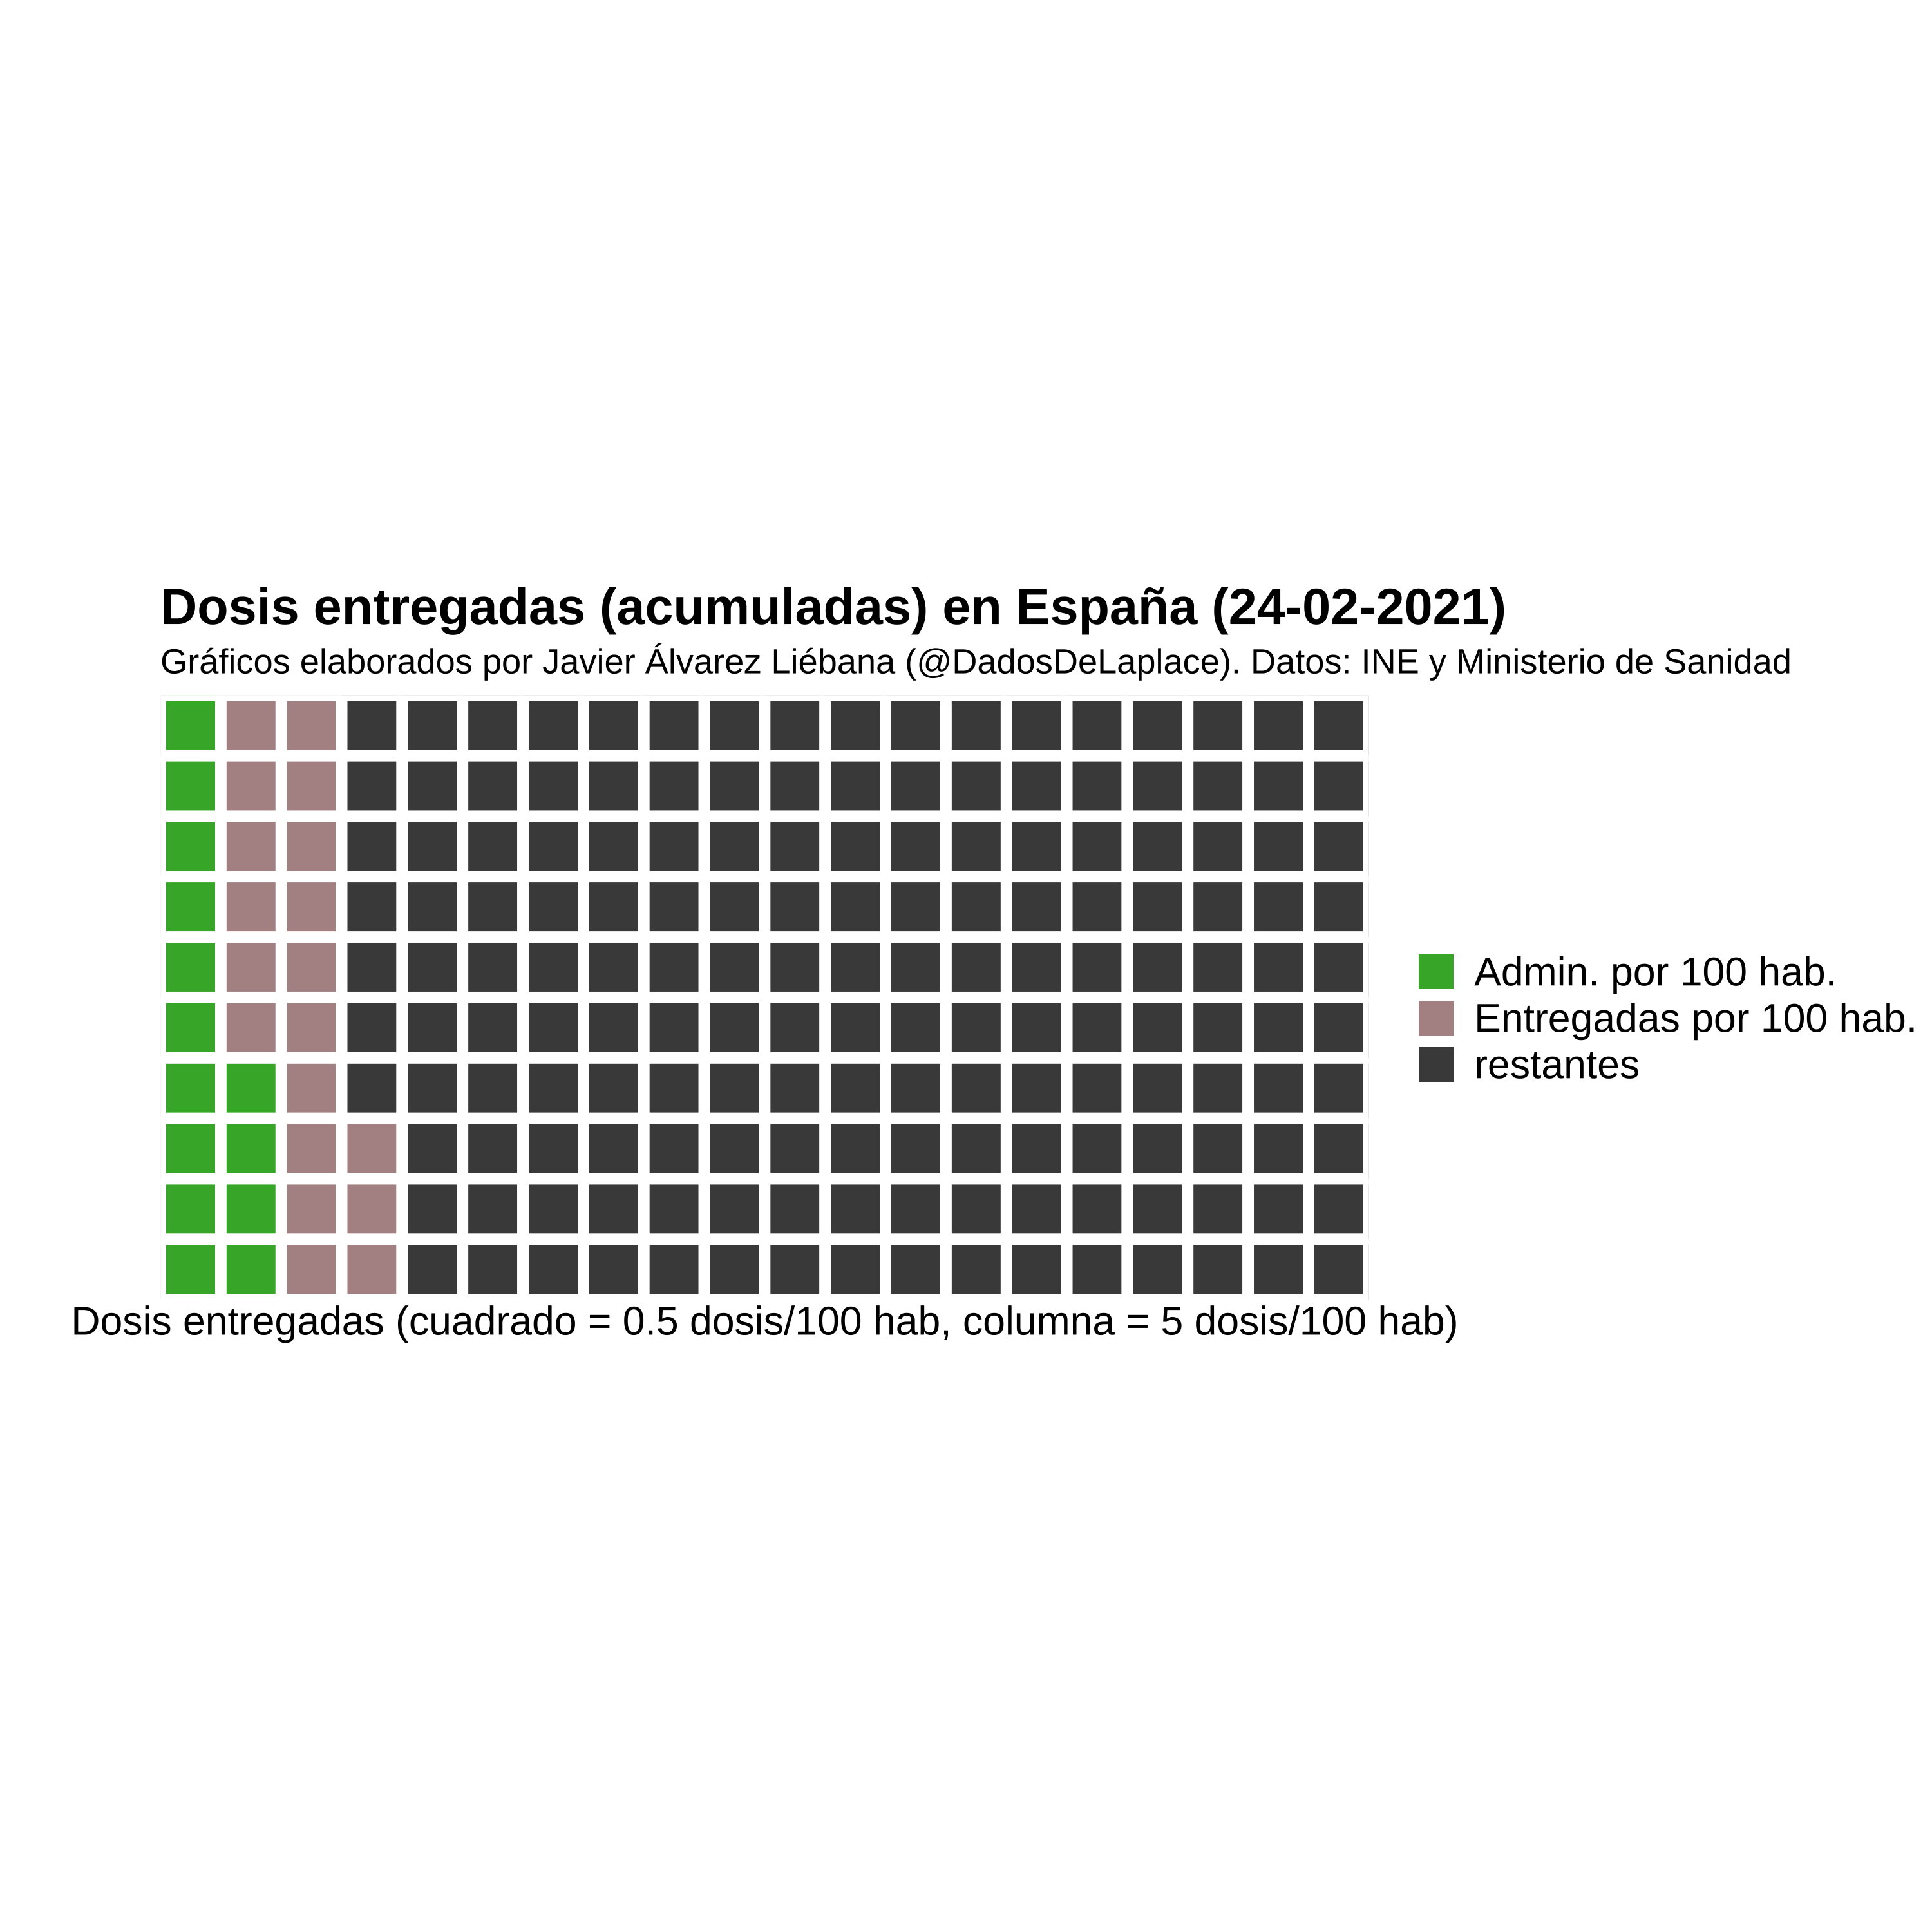 Dosis entregadas (acumuladas) en España (24-02-2021)
Gráficos elaborados por Javier Álvarez Liébana (@DadosDeLaplace). Datos: INE y Ministerio de Sanidad
Admin. por 100 hab.
Entregadas por 100 hab.
restantes
Dosis entregadas (cuadrado = 0.5 dosis/100 hab, columna = 5 dosis/100 hab)